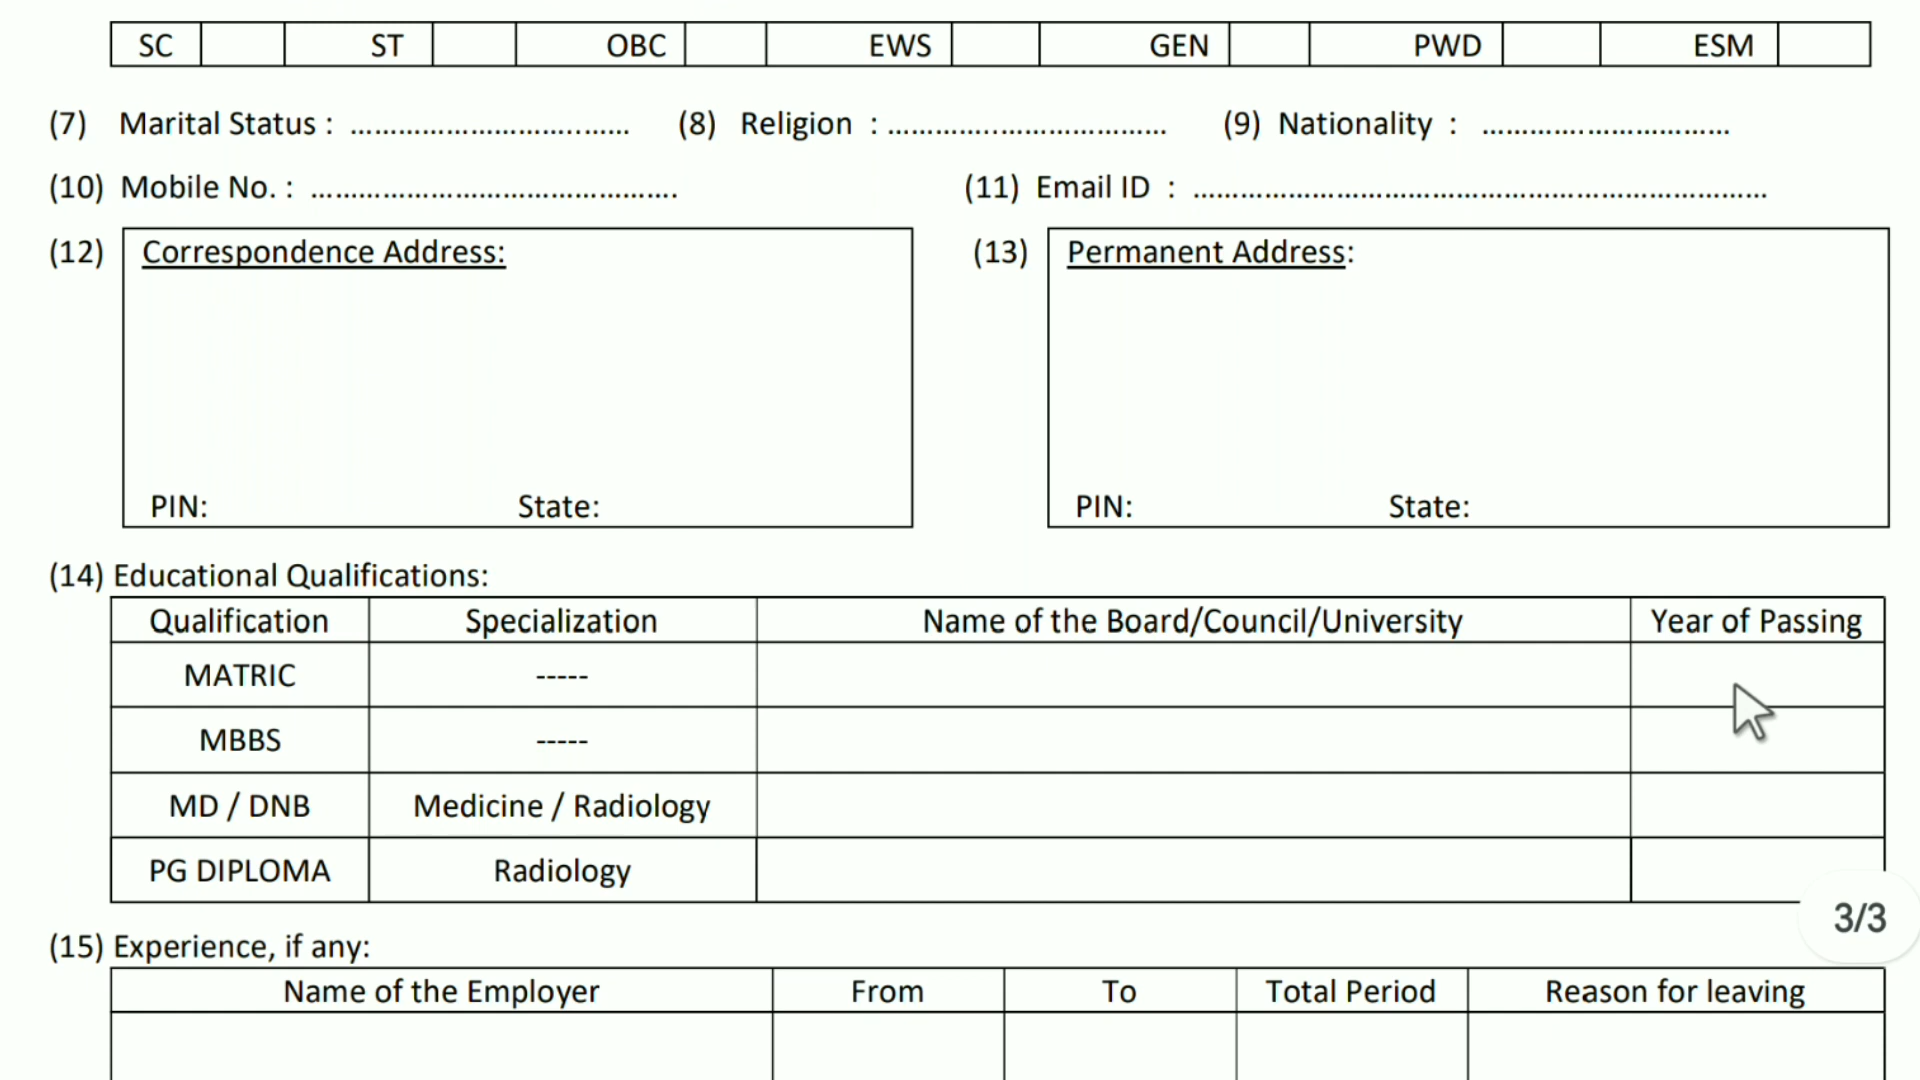 SC ST OBC EWS GEN PWD ESM
(7) Marital Status : ................................... (8) Religion : ................................... (9) Nationality : ...............................
(10) Mobile No. : .............................................. (11) Email ID : ........................................................................
(12) Correspondence Address: (13) Permanent Address:
PIN: State: PIN: State:
(14) Educational Qualifications:
Qualification Specialization Name of the Board/Council/University Year of Passing
MATRIC -----
MBBS -----
MD / DNB Medicine / Radiology
PG DIPLOMA Radiology
3/3
(15) Experience, if any:
Name of the Employer From To Total Period Reason for leaving